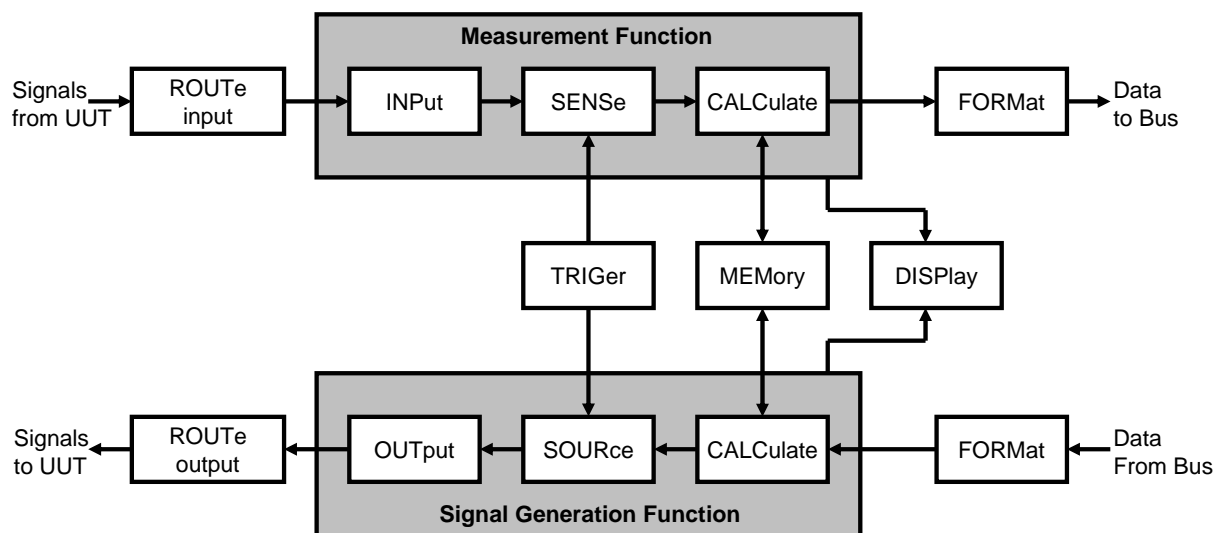 Measurement Function
Signals
from UUT
ROUTe
input
INPut
SENSe
CALCulate
FORMat
Data
to Bus
TRIGer
MEMory
DISPlay
Signals
to UUT
ROUTe
output
OUTput
SOURce
CALCulate
FORMat
Data
From Bus
Signal Generation Function